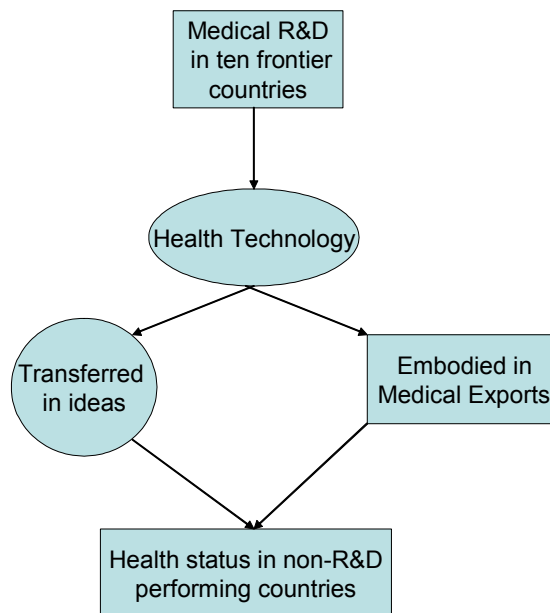 Medical R&D
in ten frontier
countries
Health Technology
Transferred
in ideas
Embodied in
Medical Exports
Health status in non-R&D
performing countries